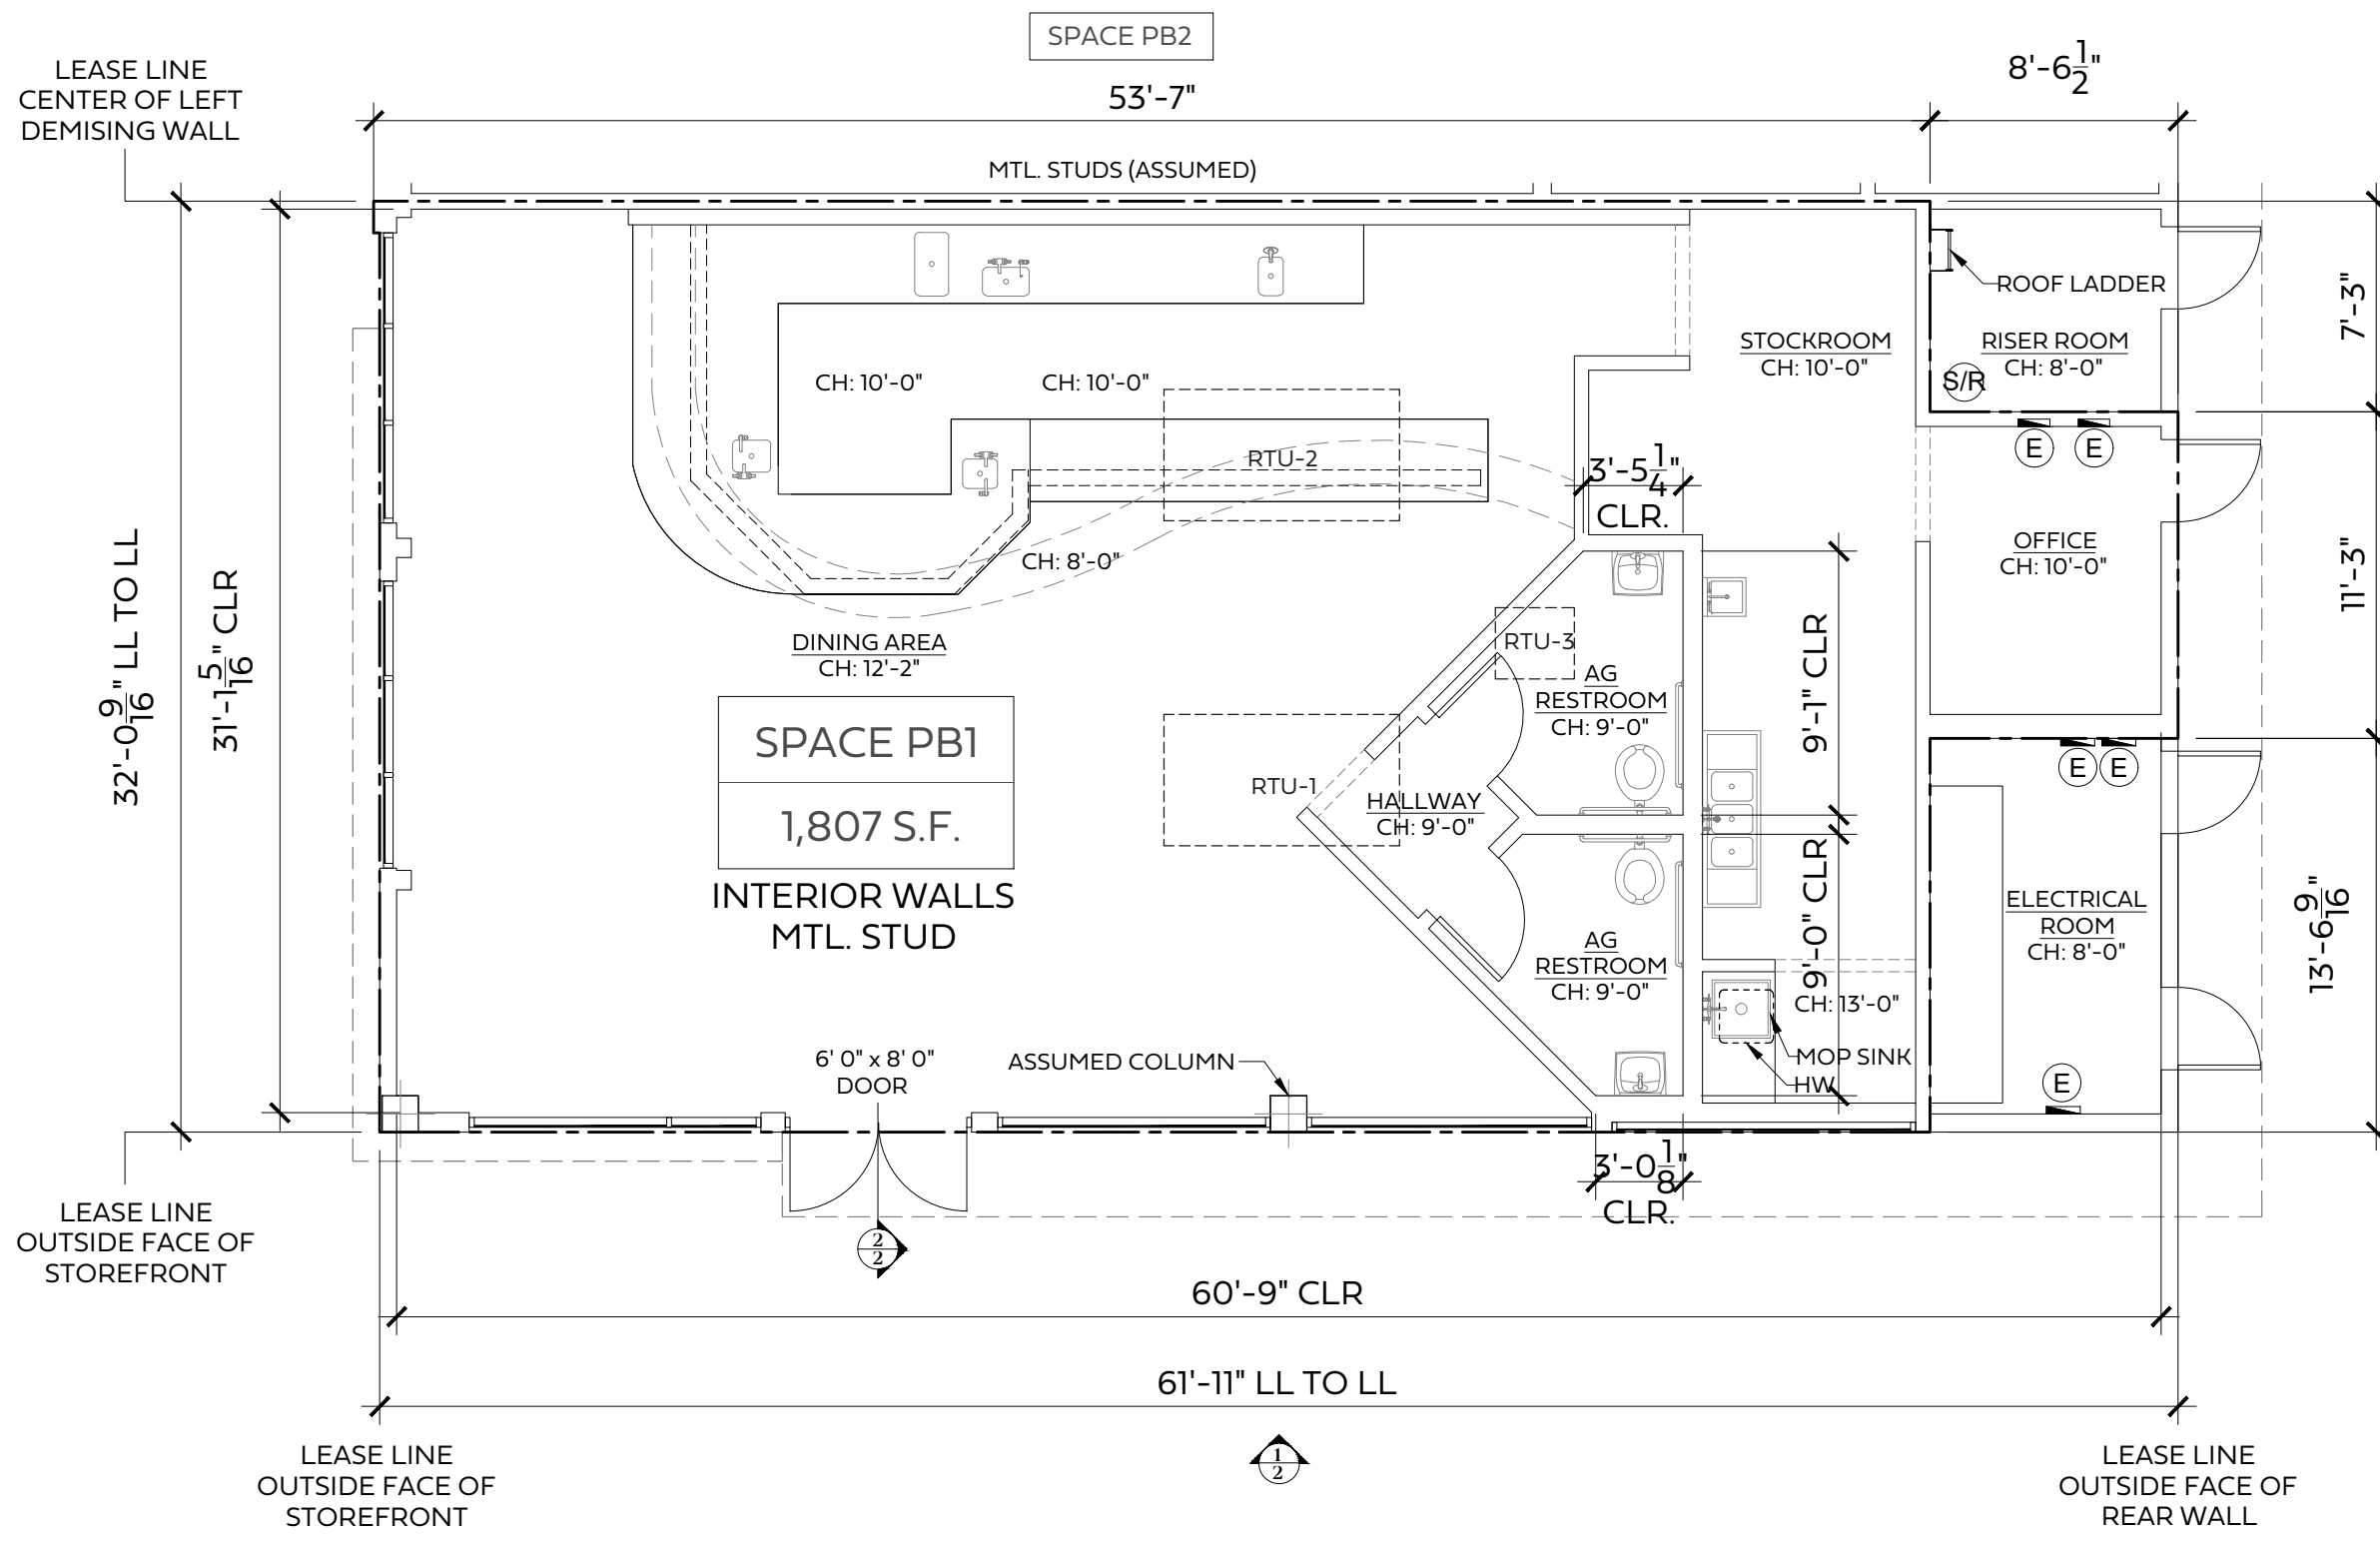 SPACE PB2
LEASE LINE
CENTER OF LEFT
DEMISING WALL
53'-7"
8'-6 1/2"
MTL. STUDS (ASSUMED)
ROOF LADDER
STOCKROOM
CH: 10'-0"
RISER ROOM
CH: 8'-0"
S/R
7'-3"
CH: 10'-0"
CH: 10'-0"
RTU-2
3'-5 1/4"
CLR.
E
E
OFFICE
CH: 10'-0"
11'-3"
CH: 8'-0"
32'-0 9/16" LL TO LL
31'-1 5/16" CLR
DINING AREA
CH: 12'-2"
RTU-3
AG
RESTROOM
CH: 9'-0"
9'-1" CLR
SPACE PB1
1,807 S.F.
INTERIOR WALLS
MTL. STUD
RTU-1
HALLWAY
CH: 9'-0"
E
E
9'-0" CLR
ELECTRICAL
ROOM
CH: 8'-0"
13'-6 9/16"
AG
RESTROOM
CH: 9'-0"
CH: 13'-0"
MOP SINK
HW
E
6' 0" x 8' 0"
DOOR
ASSUMED COLUMN
3'-0 1/8"
CLR.
LEASE LINE
OUTSIDE FACE OF
STOREFRONT
2
2
60'-9" CLR
61'-11" LL TO LL
1
2
LEASE LINE
OUTSIDE FACE OF
STOREFRONT
LEASE LINE
OUTSIDE FACE OF
REAR WALL